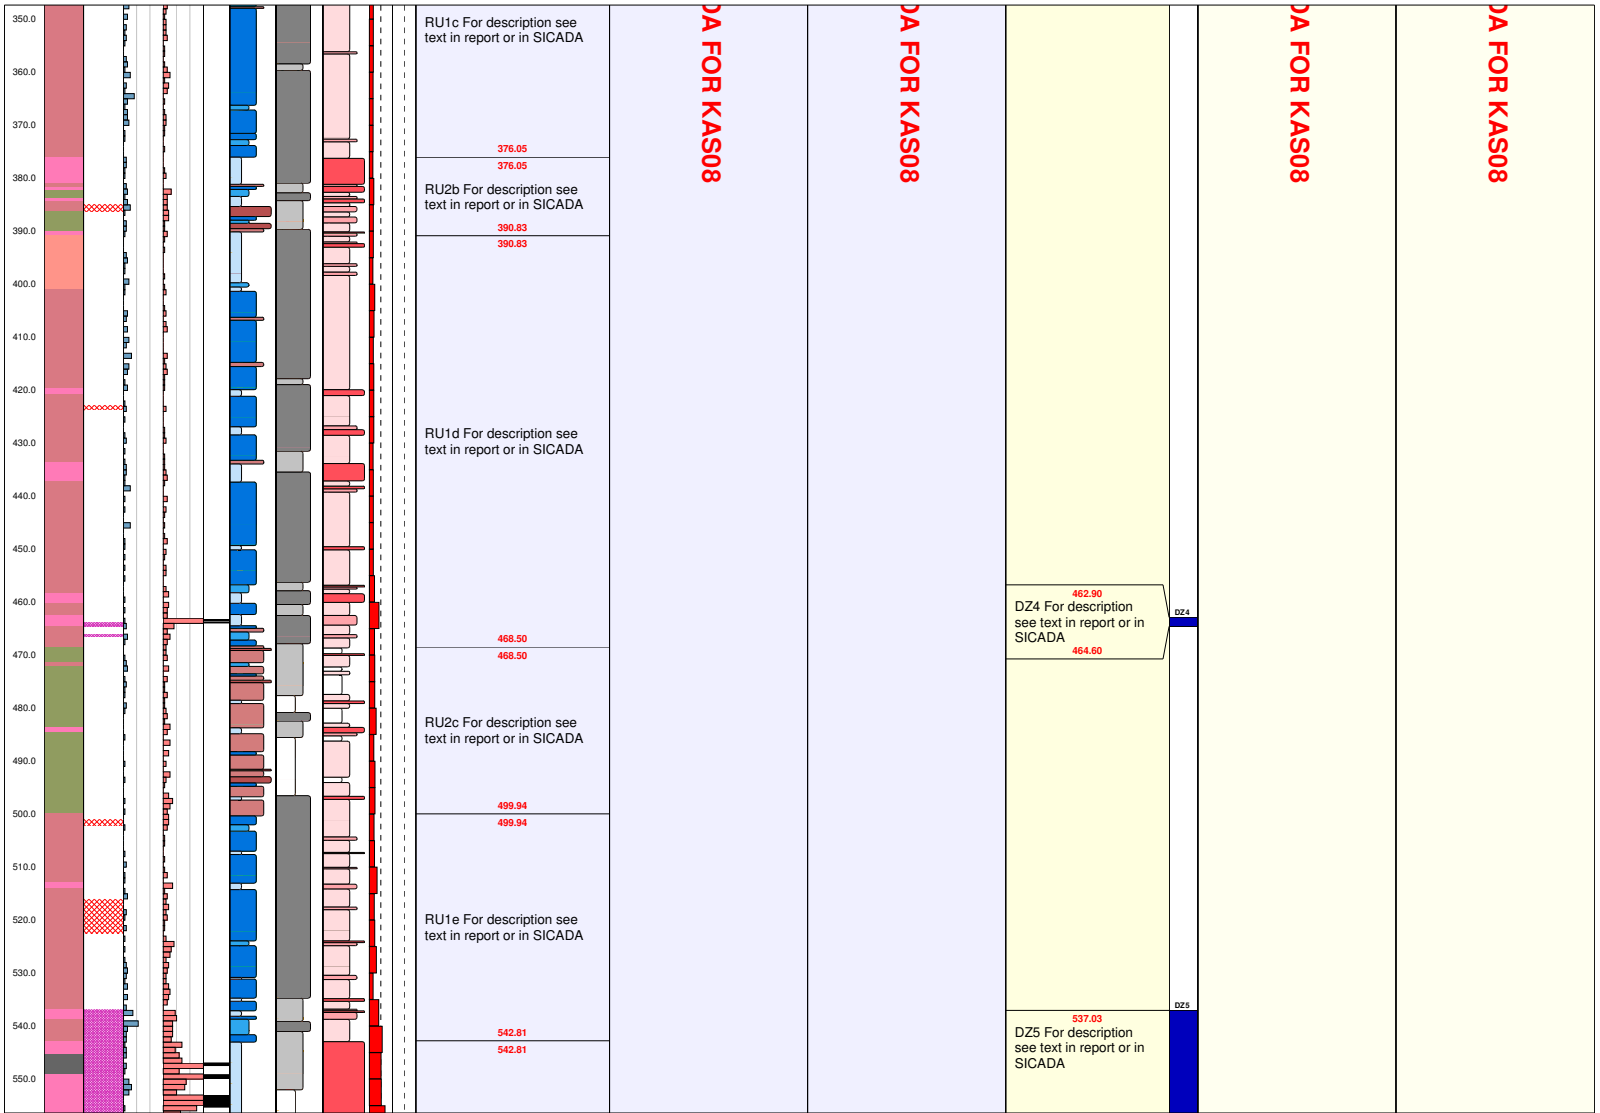 350.0
360.0
370.0
380.0
390.0
400.0
410.0
420.0
430.0
440.0
450.0
460.0
470.0
480.0
490.0
500.0
510.0
520.0
530.0
540.0
550.0
RU1c For description see
text in report or in SICADA
376.05
376.05
RU2b For description see
text in report or in SICADA
390.83
390.83
RU1d For description see
text in report or in SICADA
468.50
468.50
RU2c For description see
text in report or in SICADA
499.94
499.94
RU1e For description see
text in report or in SICADA
542.81
542.81
DA FOR KAS08
DA FOR KAS08
462.90
DZ4 For description
see text in report or in
SICADA
464.60
DZ4
537.03
DZ5 For description
see text in report or in
SICADA
DZ5
DA FOR KAS08
DA FOR KAS08